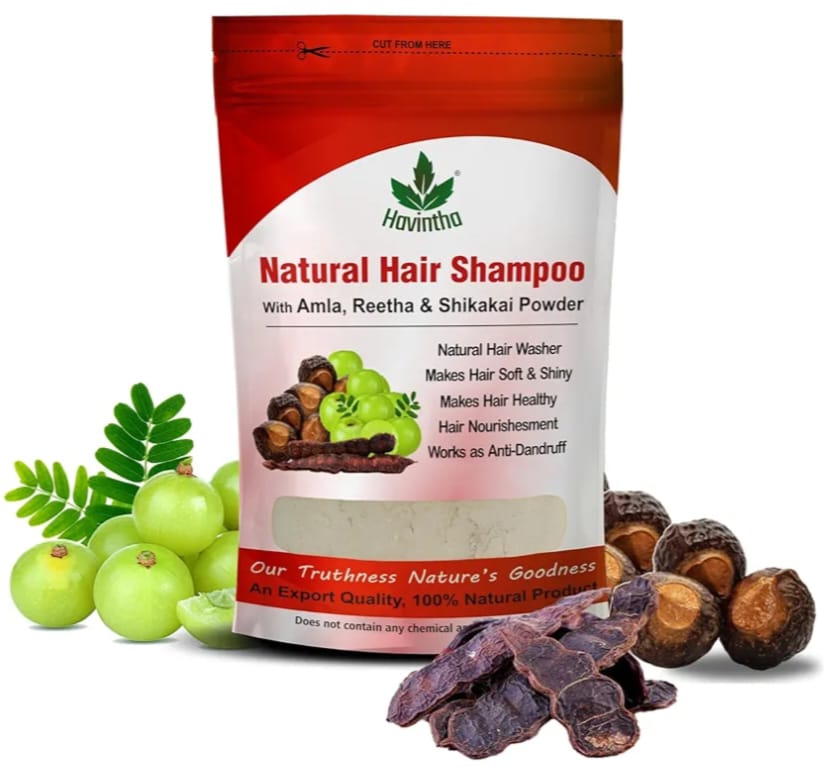 CUT FROM HERE
Havintha®
Natural Hair Shampoo
With Amla, Reetha & Shikakai Powder
Natural Hair Washer
Makes Hair Soft & Shiny
Makes Hair Healthy
Hair Nourishesment
Works as Anti-Dandruff
Our Truthness Nature's Goodness
An Export Quality, 100% Natural Product
Does not contain any chemical